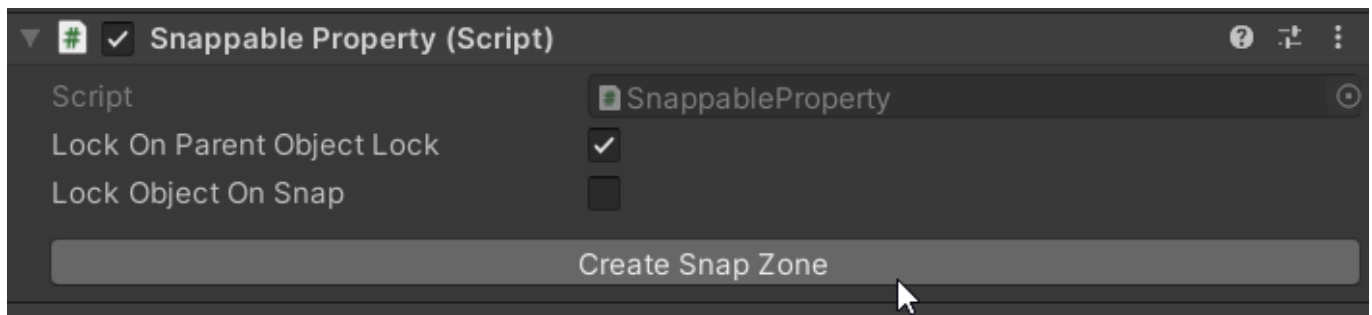 Snappable Property (Script)
Script SnappableProperty
Lock On Parent Object Lock
Lock Object On Snap
Create Snap Zone